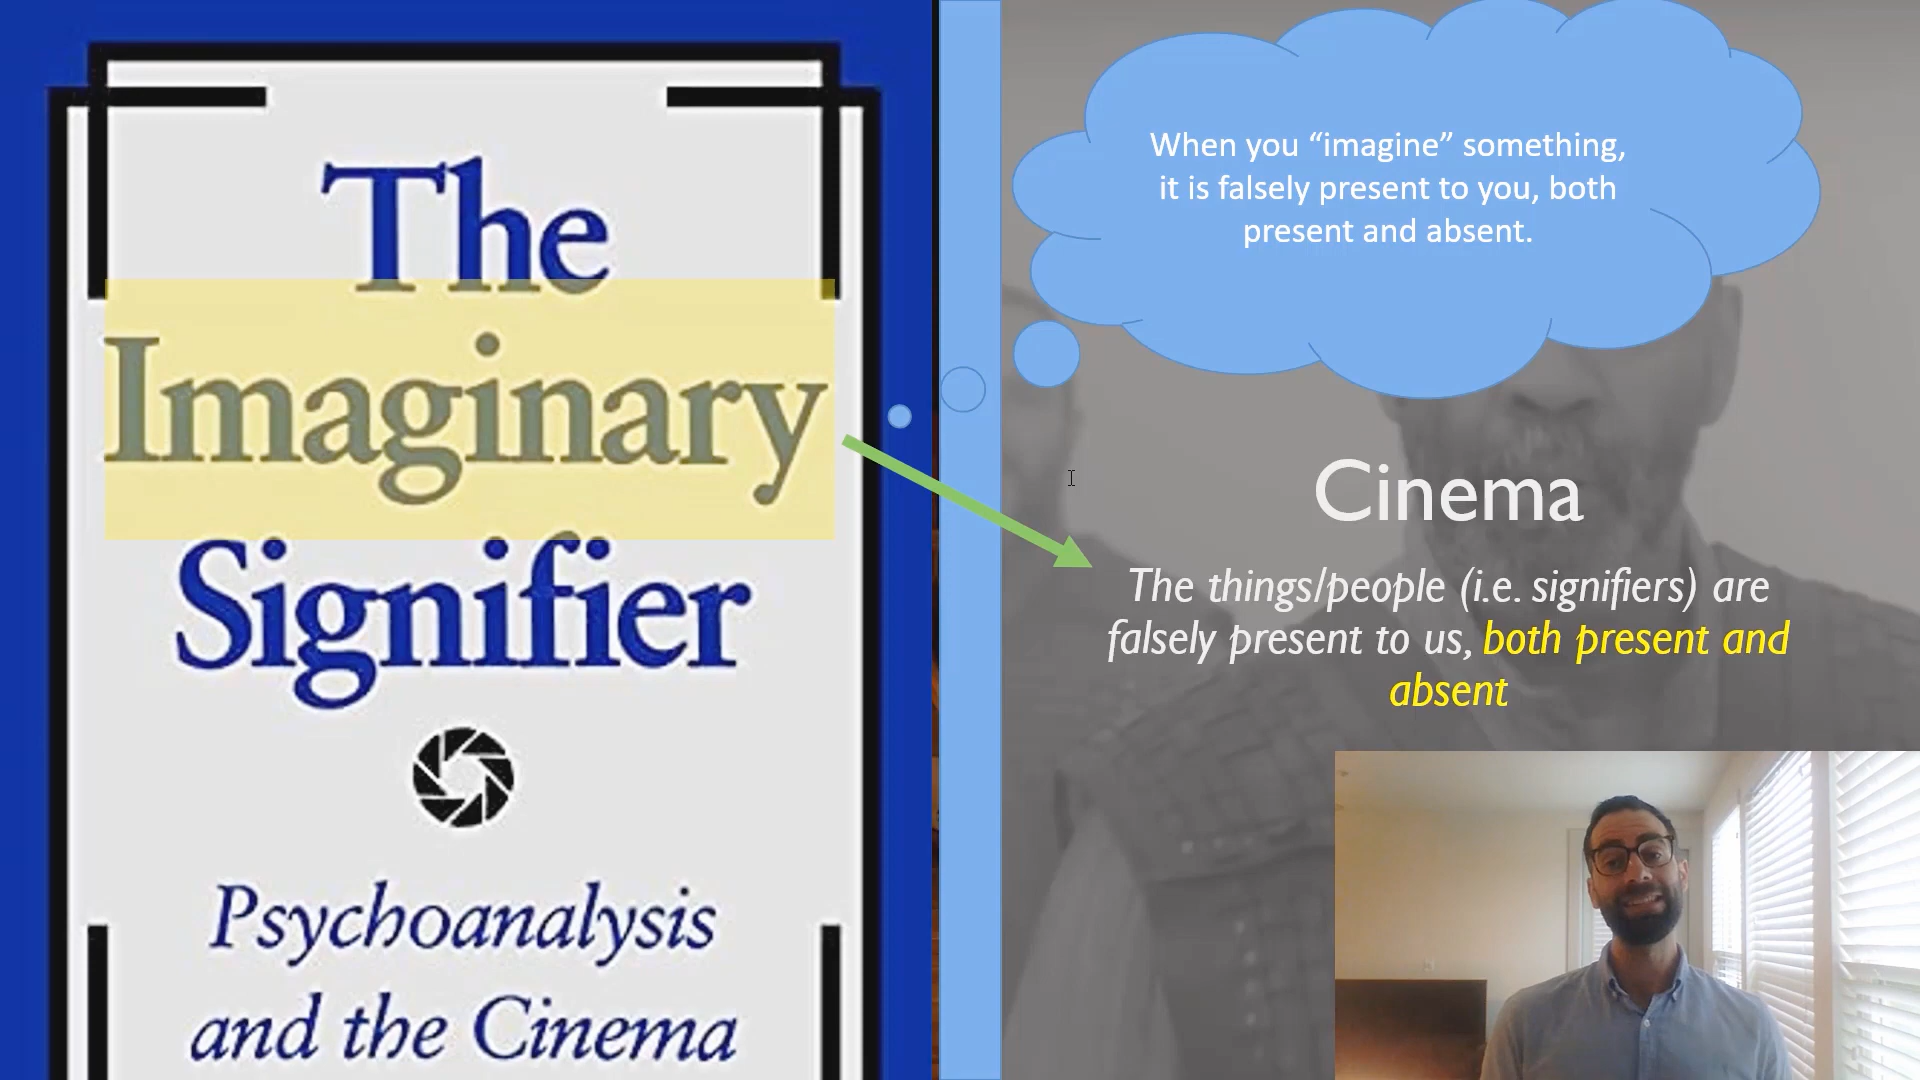 The
Imaginary
Signifier
Psychoanalysis
and the Cinema
When you “imagine” something,
it is falsely present to you, both
present and absent.
Cinema
The things/people (i.e. signifiers) are
falsely present to us, both present and
absent